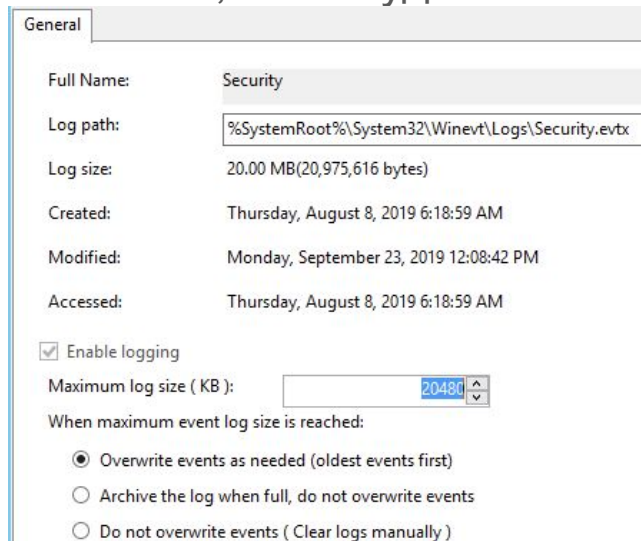 General
Full Name: Security
Log path: %SystemRoot%\System32\Winevt\Logs\Security.evtx
Log size: 20.00 MB(20,975,616 bytes)
Created: Thursday, August 8, 2019 6:18:59 AM
Modified: Monday, September 23, 2019 12:08:42 PM
Accessed: Thursday, August 8, 2019 6:18:59 AM
Enable logging
Maximum log size ( KB ): 20480
When maximum event log size is reached:
Overwrite events as needed (oldest events first)
Archive the log when full, do not overwrite events
Do not overwrite events ( Clear logs manually )